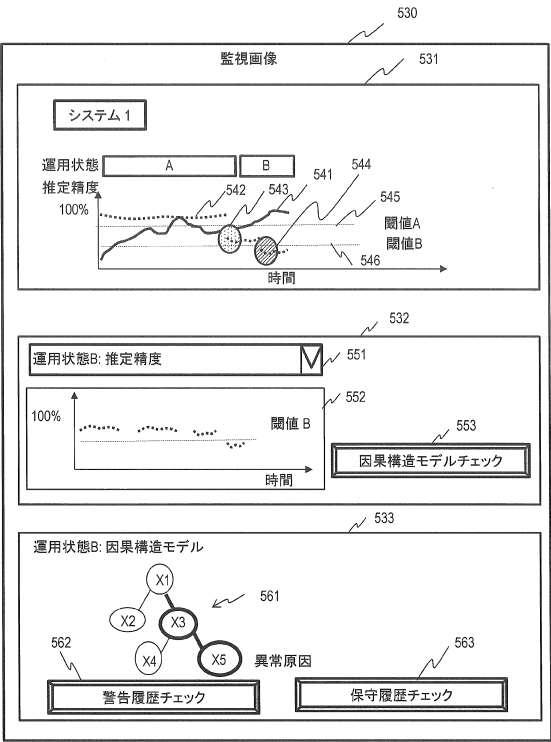 530
監視画像
531
システム1
運用状態 A B
544
推定精度
542 543 541
545
100%
閾値A
閾値B
546
時間
532
運用状態B: 推定精度
551
552
100%
閾値 B
553
因果構造モデルチェック
時間
533
運用状態B: 因果構造モデル
X1
561
X2 X3
562 563
X4 X5 異常原因
警告履歴チェック 保守履歴チェック